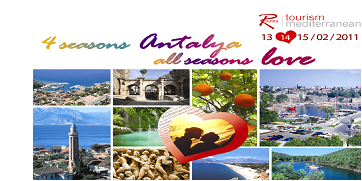 4 seasons Antalya
all seasons love
tourism
mediterranean
13 14 15 / 02 / 2011